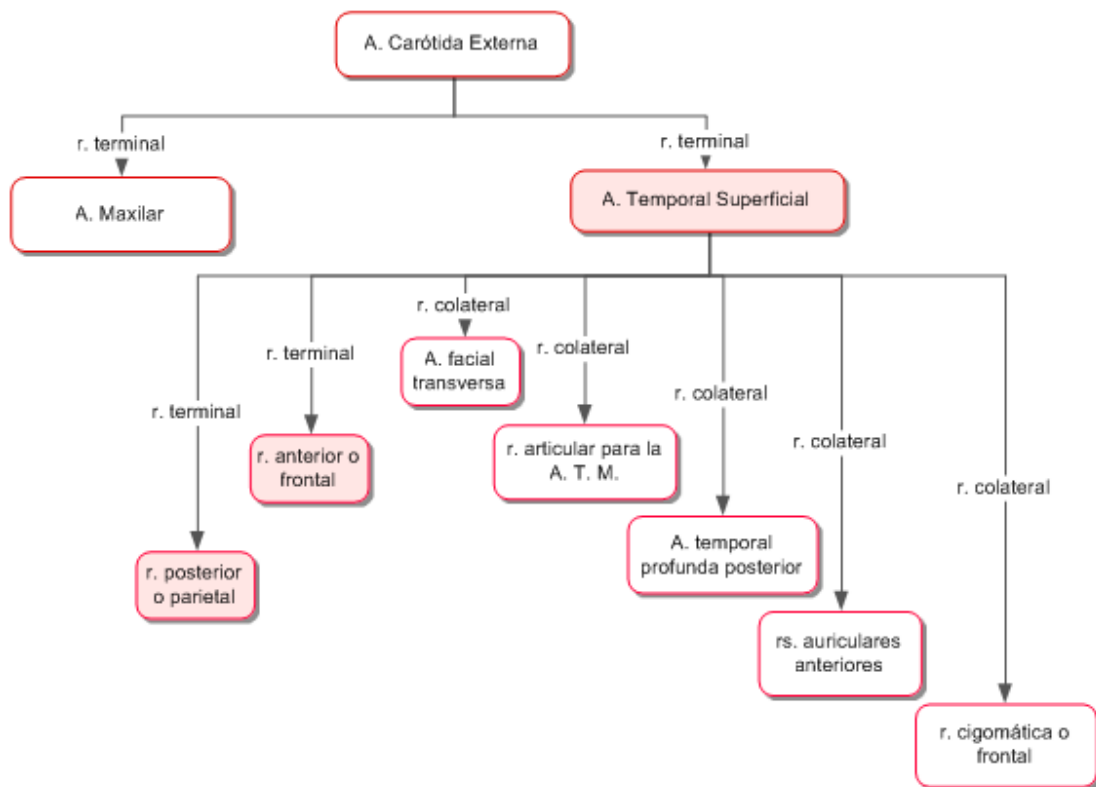 A. Carótida Externa
r. terminal
r. terminal
A. Maxilar
A. Temporal Superficial
r. colateral
r. terminal
r. colateral
A. facial
transversa
r. colateral
r. terminal
r. colateral
r. anterior o
frontal
r. articular para la
A. T. M.
r. colateral
A. temporal
profunda posterior
r. posterior
o parietal
rs. auriculares
anteriores
r. cigomática o
frontal